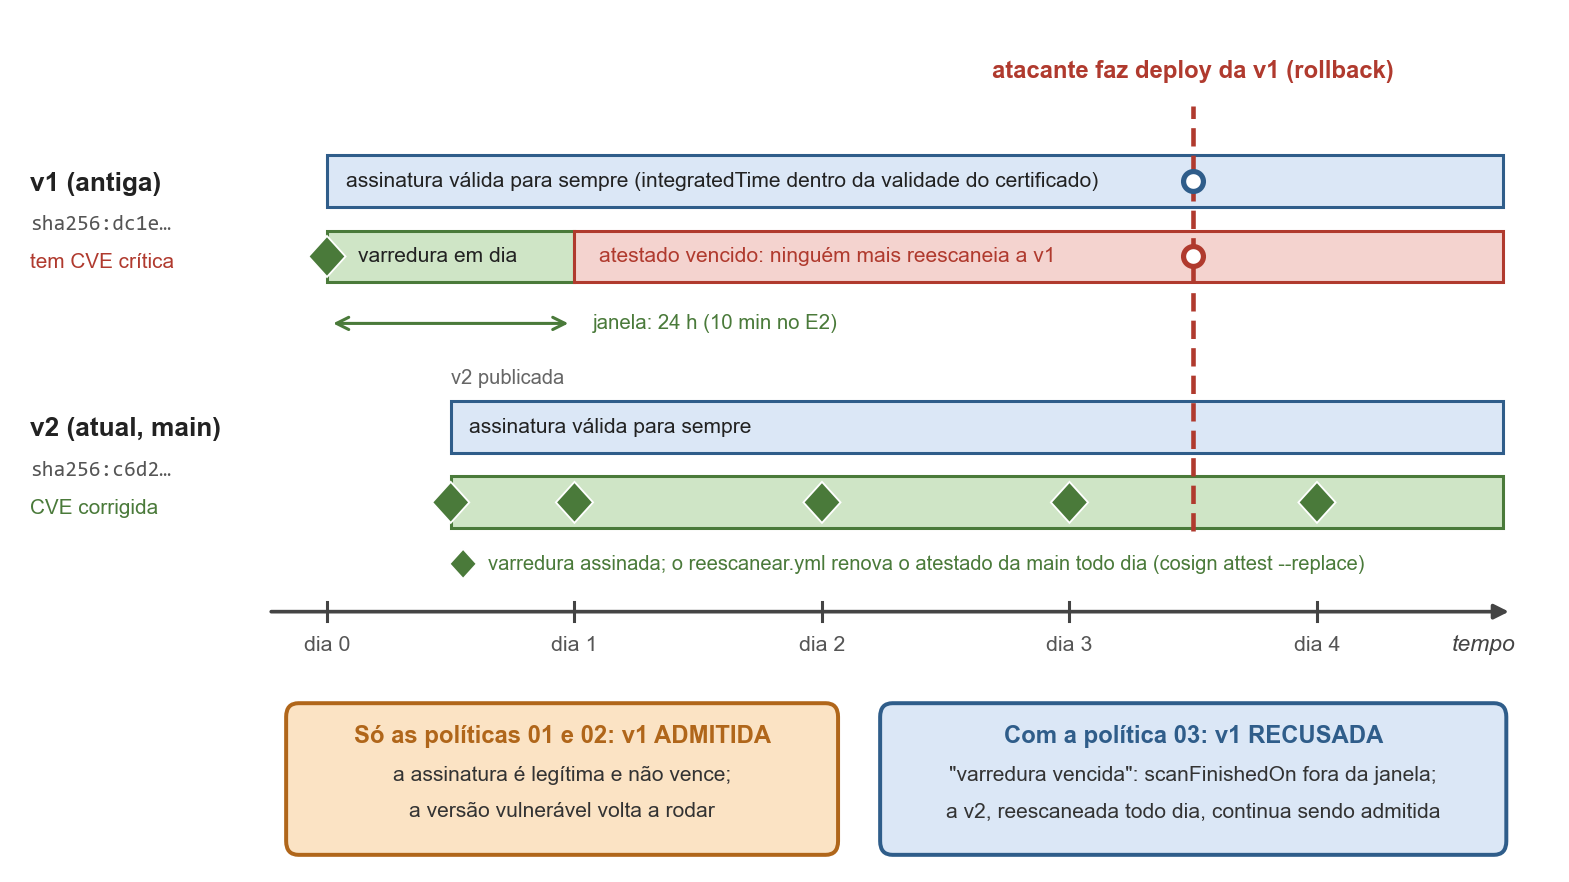 atacante faz deploy da v1 (rollback)
v1 (antiga)
sha256:dc1e…
tem CVE crítica
assinatura válida para sempre (integratedTime dentro da validade do certificado)
varredura em dia
atestado vencido: ninguém mais reescaneia a v1
janela: 24 h (10 min no E2)
v2 publicada
v2 (atual, main)
sha256:c6d2…
CVE corrigida
assinatura válida para sempre
varredura assinada; o reescanear.yml renova o atestado da main todo dia (cosign attest --replace)
dia 0
dia 1
dia 2
dia 3
dia 4
tempo
Só as políticas 01 e 02: v1 ADMITIDA
a assinatura é legítima e não vence;
a versão vulnerável volta a rodar
Com a política 03: v1 RECUSADA
"varredura vencida": scanFinishedOn fora da janela;
a v2, reescaneada todo dia, continua sendo admitida